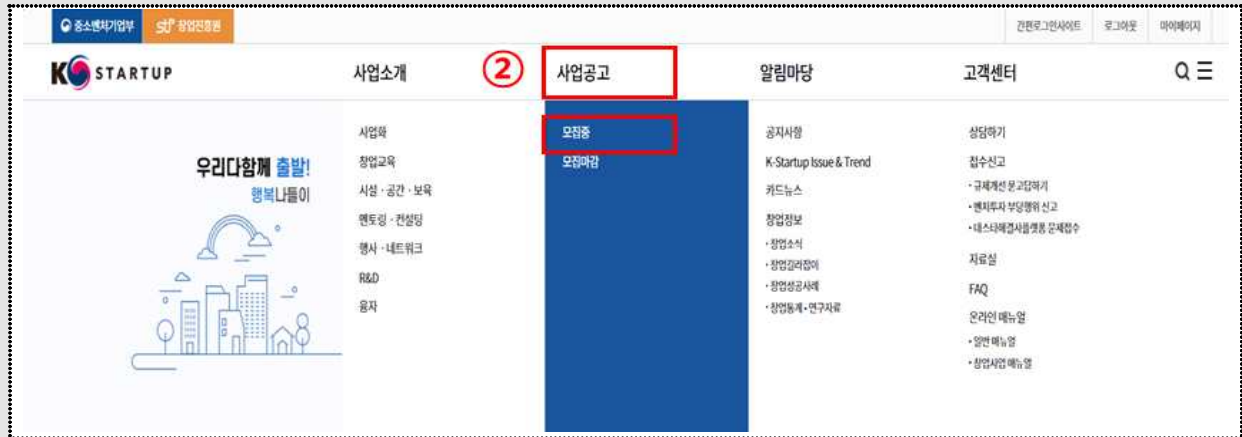 중소벤처기업부 창업진흥원 간편로그인사이트 로그아웃 마이페이지
K STARTUP 사업소개 ② 사업공고 알림마당 고객센터
우리다함께 출발!
행복나들이
사업화
창업교육
시설 · 공간 · 보육
멘토링 · 컨설팅
행사 · 네트워크
R&D
융자
모집중
모집마감
공지사항
K-Startup Issue & Trend
카드뉴스
창업정보
· 창업소식
· 창업길라잡이
· 창업성공사례
· 창업통계 • 연구자료
상담하기
접수신고
• 규제개선 묻고답하기
• 벤처투자 부당행위 신고
• 대스타해결사플랫폼 문제접수
자료실
FAQ
온라인 매뉴얼
• 일반 매뉴얼
• 창업사업 매뉴얼